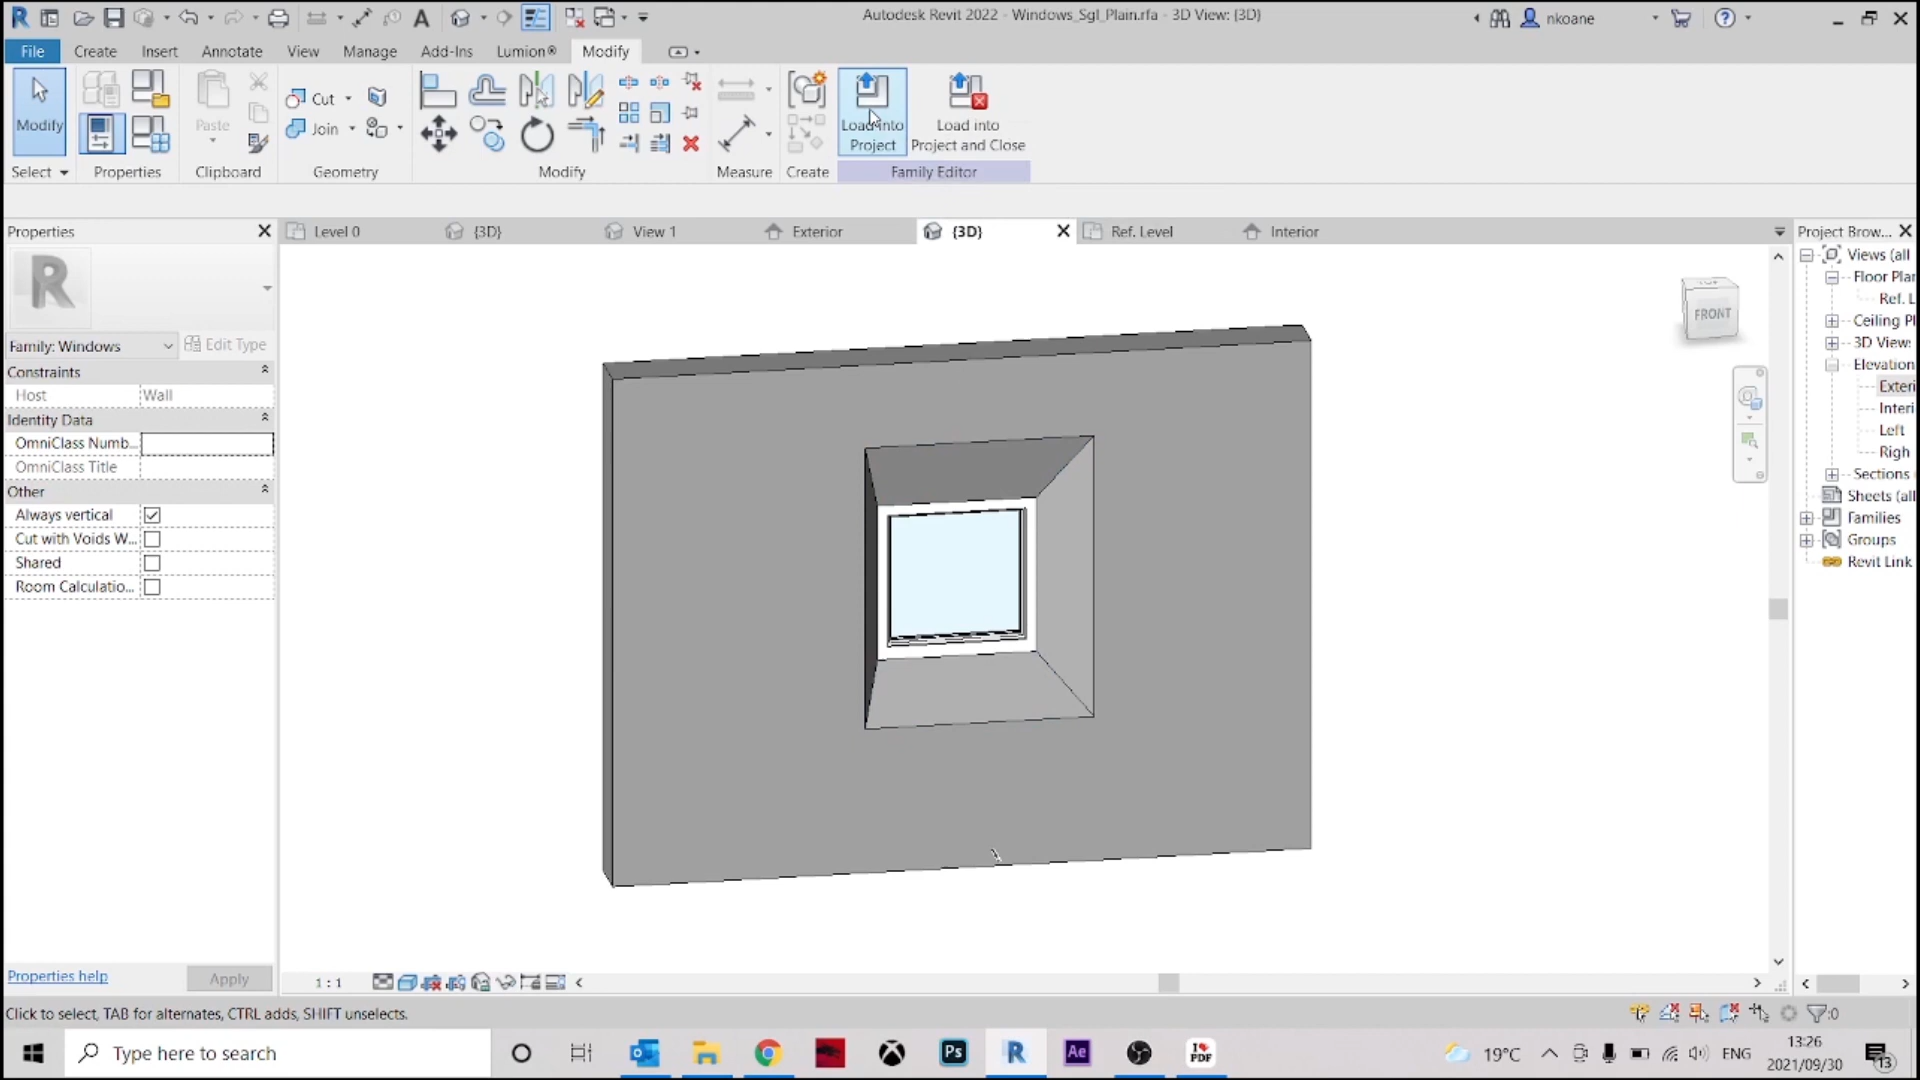 Autodesk Revit 2022 - Windows_Sgl_Plain.rfa - 3D View: {3D}
nkoane
File Create Insert Annotate View Manage Add-Ins Lumion® Modify
Modify
Paste
Cut
Join
Load into Project
Load into Project and Close
Select Properties Clipboard Geometry Modify Measure Create Family Editor
Properties
Level 0 {3D} View 1 Exterior {3D} Ref. Level Interior
Project Brow...
R
Family: Windows
Edit Type
Constraints
Host Wall
Identity Data
OmniClass Numb...
OmniClass Title
Other
Always vertical
Cut with Voids W...
Shared
Room Calculatio...
TOP
FRONT
Views (all
Floor Plan
Ref. L
Ceiling Pl
3D View:
Elevation
Exteri
Interi
Left
Righ
Sections
Sheets (all
Families
Groups
Revit Link
Properties help
Apply
1 : 1
Click to select, TAB for alternates, CTRL adds, SHIFT unselects.
:0
Type here to search
Ps
R
Ae
I PDF
19°C
ENG
13:26
2021/09/30
13